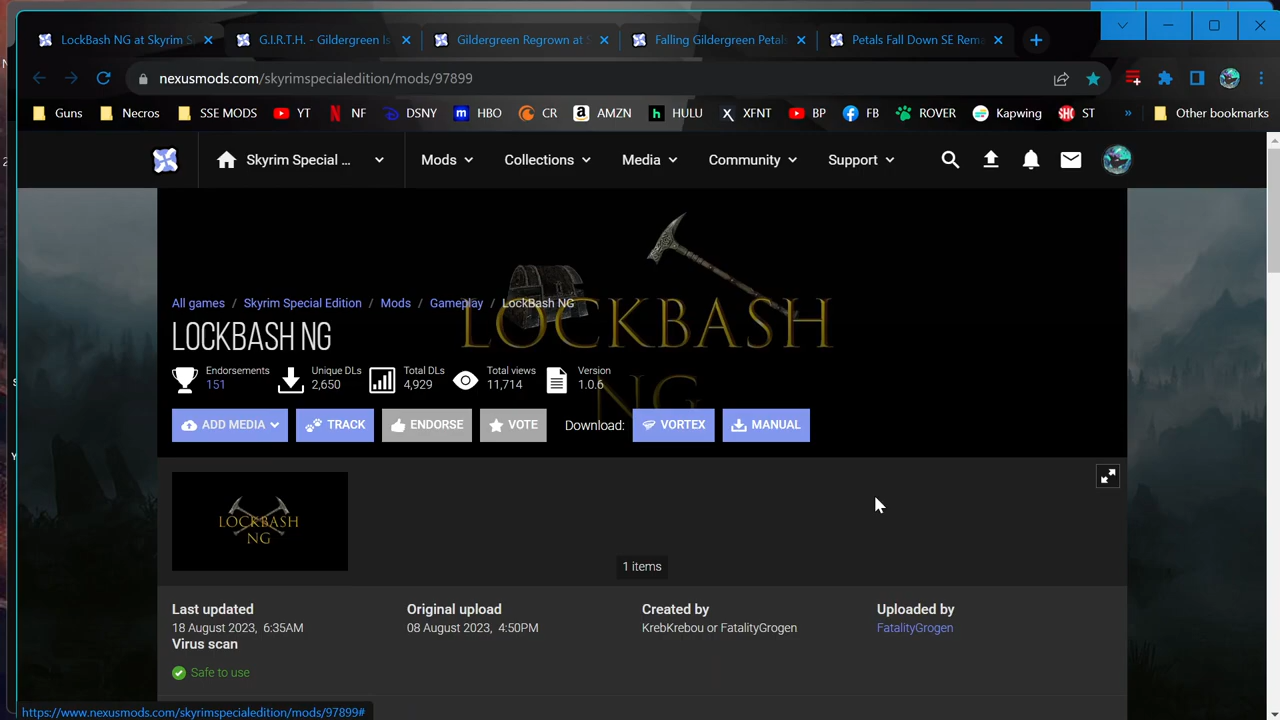 LockBash NG at Skyrim S
G.I.R.T.H. - Gildergreen Is
Gildergreen Regrown at S
Falling Gildergreen Petals
Petals Fall Down SE Rema
nexusmods.com/skyrimspecialedition/mods/97899
Guns
Necros
SSE MODS
YT
NF
DSNY
HBO
CR
AMZN
HULU
XFNT
BP
FB
ROVER
Kapwing
ST
»
Other bookmarks
Skyrim Special ...
Mods
Collections
Media
Community
Support
All games / Skyrim Special Edition / Mods / Gameplay / LockBash NG
LOCKBASH
NG
LOCKBASH NG
Endorsements
151
Unique DLs
2,650
Total DLs
4,929
Total views
11,714
Version
1.0.6
ADD MEDIA
TRACK
ENDORSE
VOTE
Download:
VORTEX
MANUAL
LOCKBASH
NG
1 items
Last updated
18 August 2023, 6:35AM
Original upload
08 August 2023, 4:50PM
Created by
KrebKrebou or FatalityGrogen
Uploaded by
FatalityGrogen
Virus scan
Safe to use
https://www.nexusmods.com/skyrimspecialedition/mods/97899#